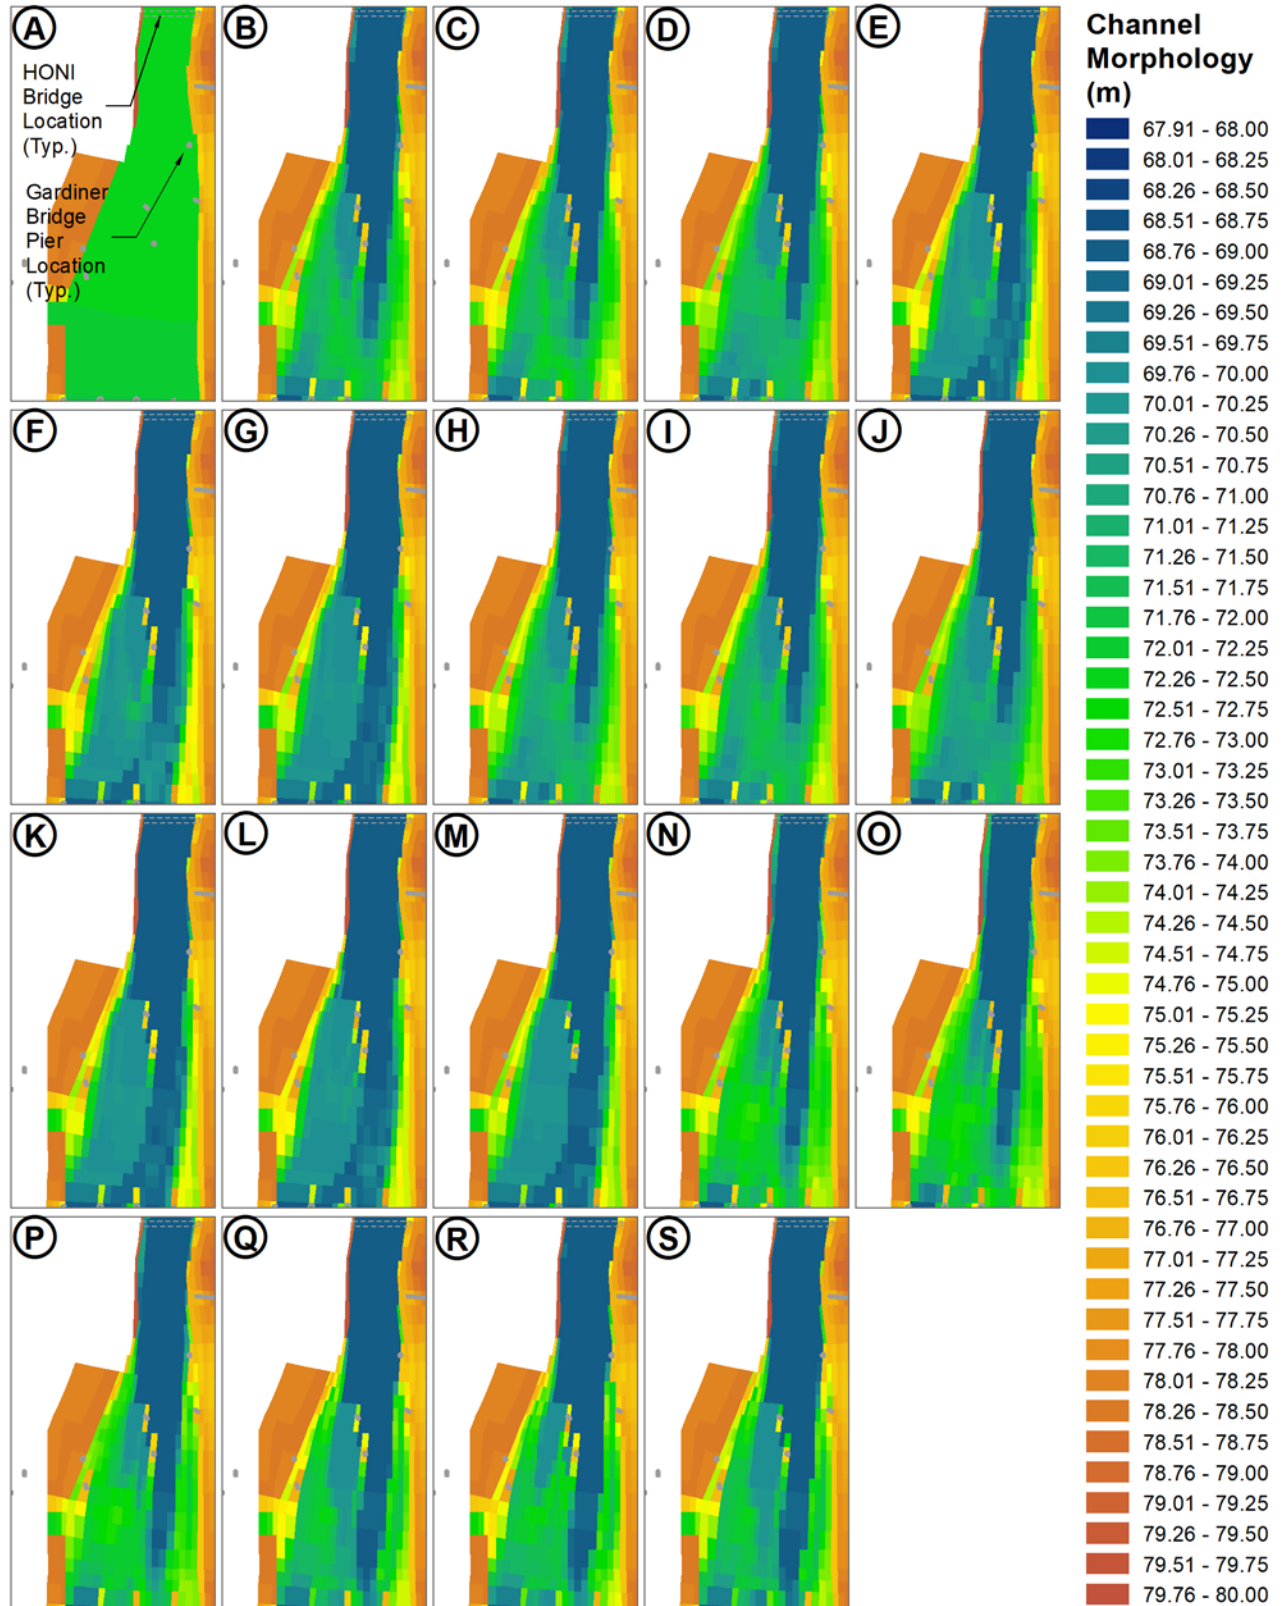 A
HONI
Bridge
Location
(Typ.)
Gardiner
Bridge
Pier
Location
(Typ.)
B
C
D
E
F
G
H
I
J
K
L
M
N
O
P
Q
R
S
Channel
Morphology
(m)
67.91 - 68.00
68.01 - 68.25
68.26 - 68.50
68.51 - 68.75
68.76 - 69.00
69.01 - 69.25
69.26 - 69.50
69.51 - 69.75
69.76 - 70.00
70.01 - 70.25
70.26 - 70.50
70.51 - 70.75
70.76 - 71.00
71.01 - 71.25
71.26 - 71.50
71.51 - 71.75
71.76 - 72.00
72.01 - 72.25
72.26 - 72.50
72.51 - 72.75
72.76 - 73.00
73.01 - 73.25
73.26 - 73.50
73.51 - 73.75
73.76 - 74.00
74.01 - 74.25
74.26 - 74.50
74.51 - 74.75
74.76 - 75.00
75.01 - 75.25
75.26 - 75.50
75.51 - 75.75
75.76 - 76.00
76.01 - 76.25
76.26 - 76.50
76.51 - 76.75
76.76 - 77.00
77.01 - 77.25
77.26 - 77.50
77.51 - 77.75
77.76 - 78.00
78.01 - 78.25
78.26 - 78.50
78.51 - 78.75
78.76 - 79.00
79.01 - 79.25
79.26 - 79.50
79.51 - 79.75
79.76 - 80.00